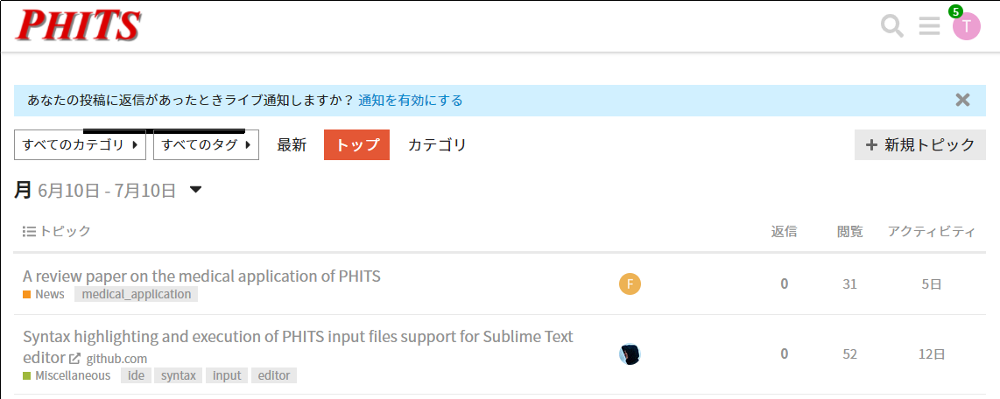 PHITS
5
T
あなたの投稿に返信があったときライブ通知しますか？ 通知を有効にする
すべてのカテゴリ すべてのタグ 最新 トップ カテゴリ + 新規トピック
月 6月10日 - 7月10日
トピック 返信 閲覧 アクティビティ
A review paper on the medical application of PHITS
News medical_application F 0 31 5日
Syntax highlighting and execution of PHITS input files support for Sublime Text
editor github.com 0 52 12日
Miscellaneous ide syntax input editor